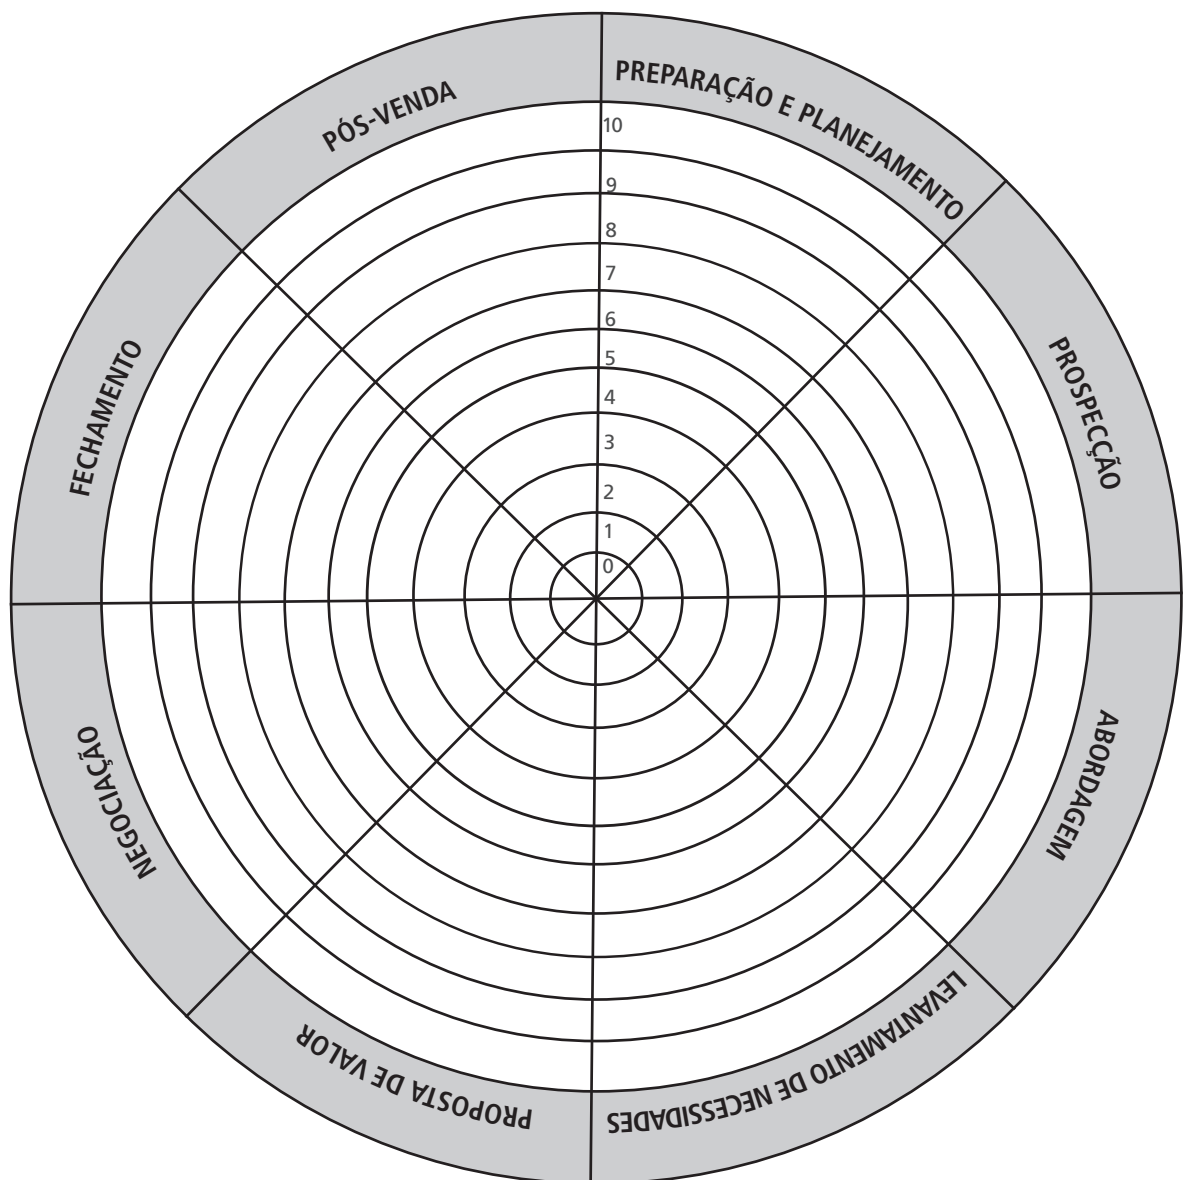 PREPARAÇÃO E PLANEJAMENTO
PROSPECÇÃO
ABORDAGEM
LEVANTAMENTO DE NECESSIDADES
PROPOSTA DE VALOR
NEGOCIAÇÃO
FECHAMENTO
PÓS-VENDA
10
9
8
7
6
5
4
3
2
1
0